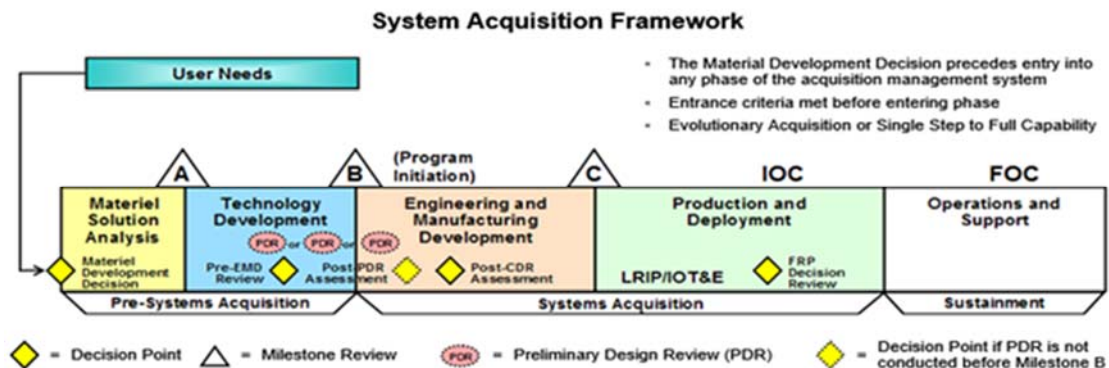 System Acquisition Framework
User Needs
- The Material Development Decision precedes entry into
any phase of the acquisition management system
- Entrance criteria met before entering phase
- Evolutionary Acquisition or Single Step to Full Capability
A
B
(Program
Initiation)
C
IOC
FOC
Materiel
Solution
Analysis
Technology
Development
Engineering and
Manufacturing
Development
Production and
Deployment
Operations and
Support
PDR or PDR or PDR
Materiel
Development
Decision
Pre-EMD
Review
Post-PDR
Assessment
Post-CDR
Assessment
LRIP/IOT&E
FRP
Decision
Review
Pre-Systems Acquisition
Systems Acquisition
Sustainment
= Decision Point
= Milestone Review
PDR = Preliminary Design Review (PDR)
= Decision Point if PDR is not
conducted before Milestone B